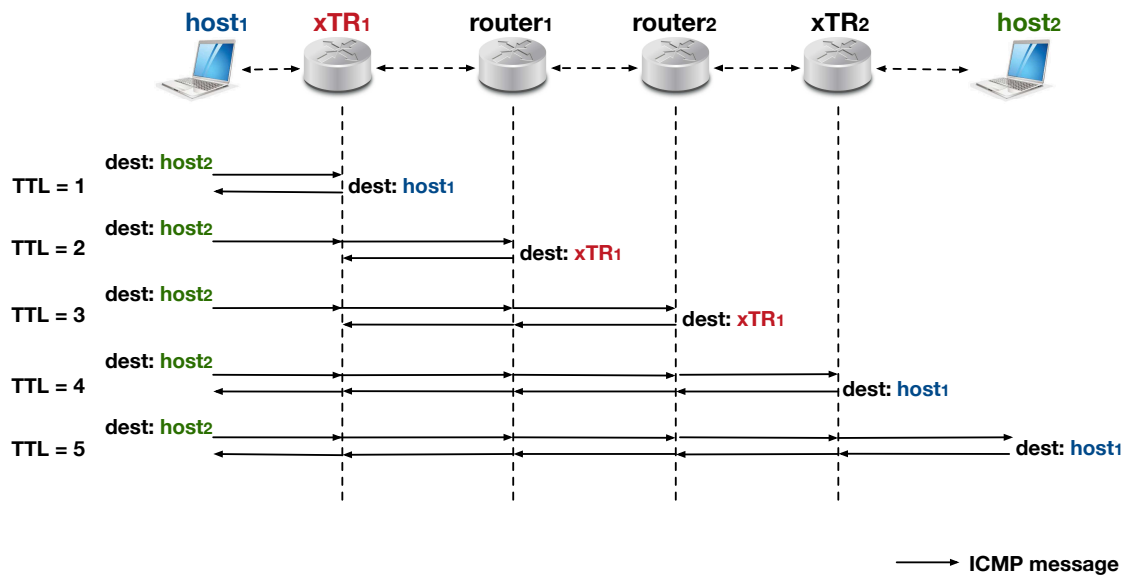 host1 xTR1 router1 router2 xTR2 host2
dest: host2
TTL = 1
dest: host1
dest: host2
TTL = 2
dest: xTR1
dest: host2
TTL = 3
dest: xTR1
dest: host2
TTL = 4
dest: host1
dest: host2
TTL = 5
dest: host1
ICMP message